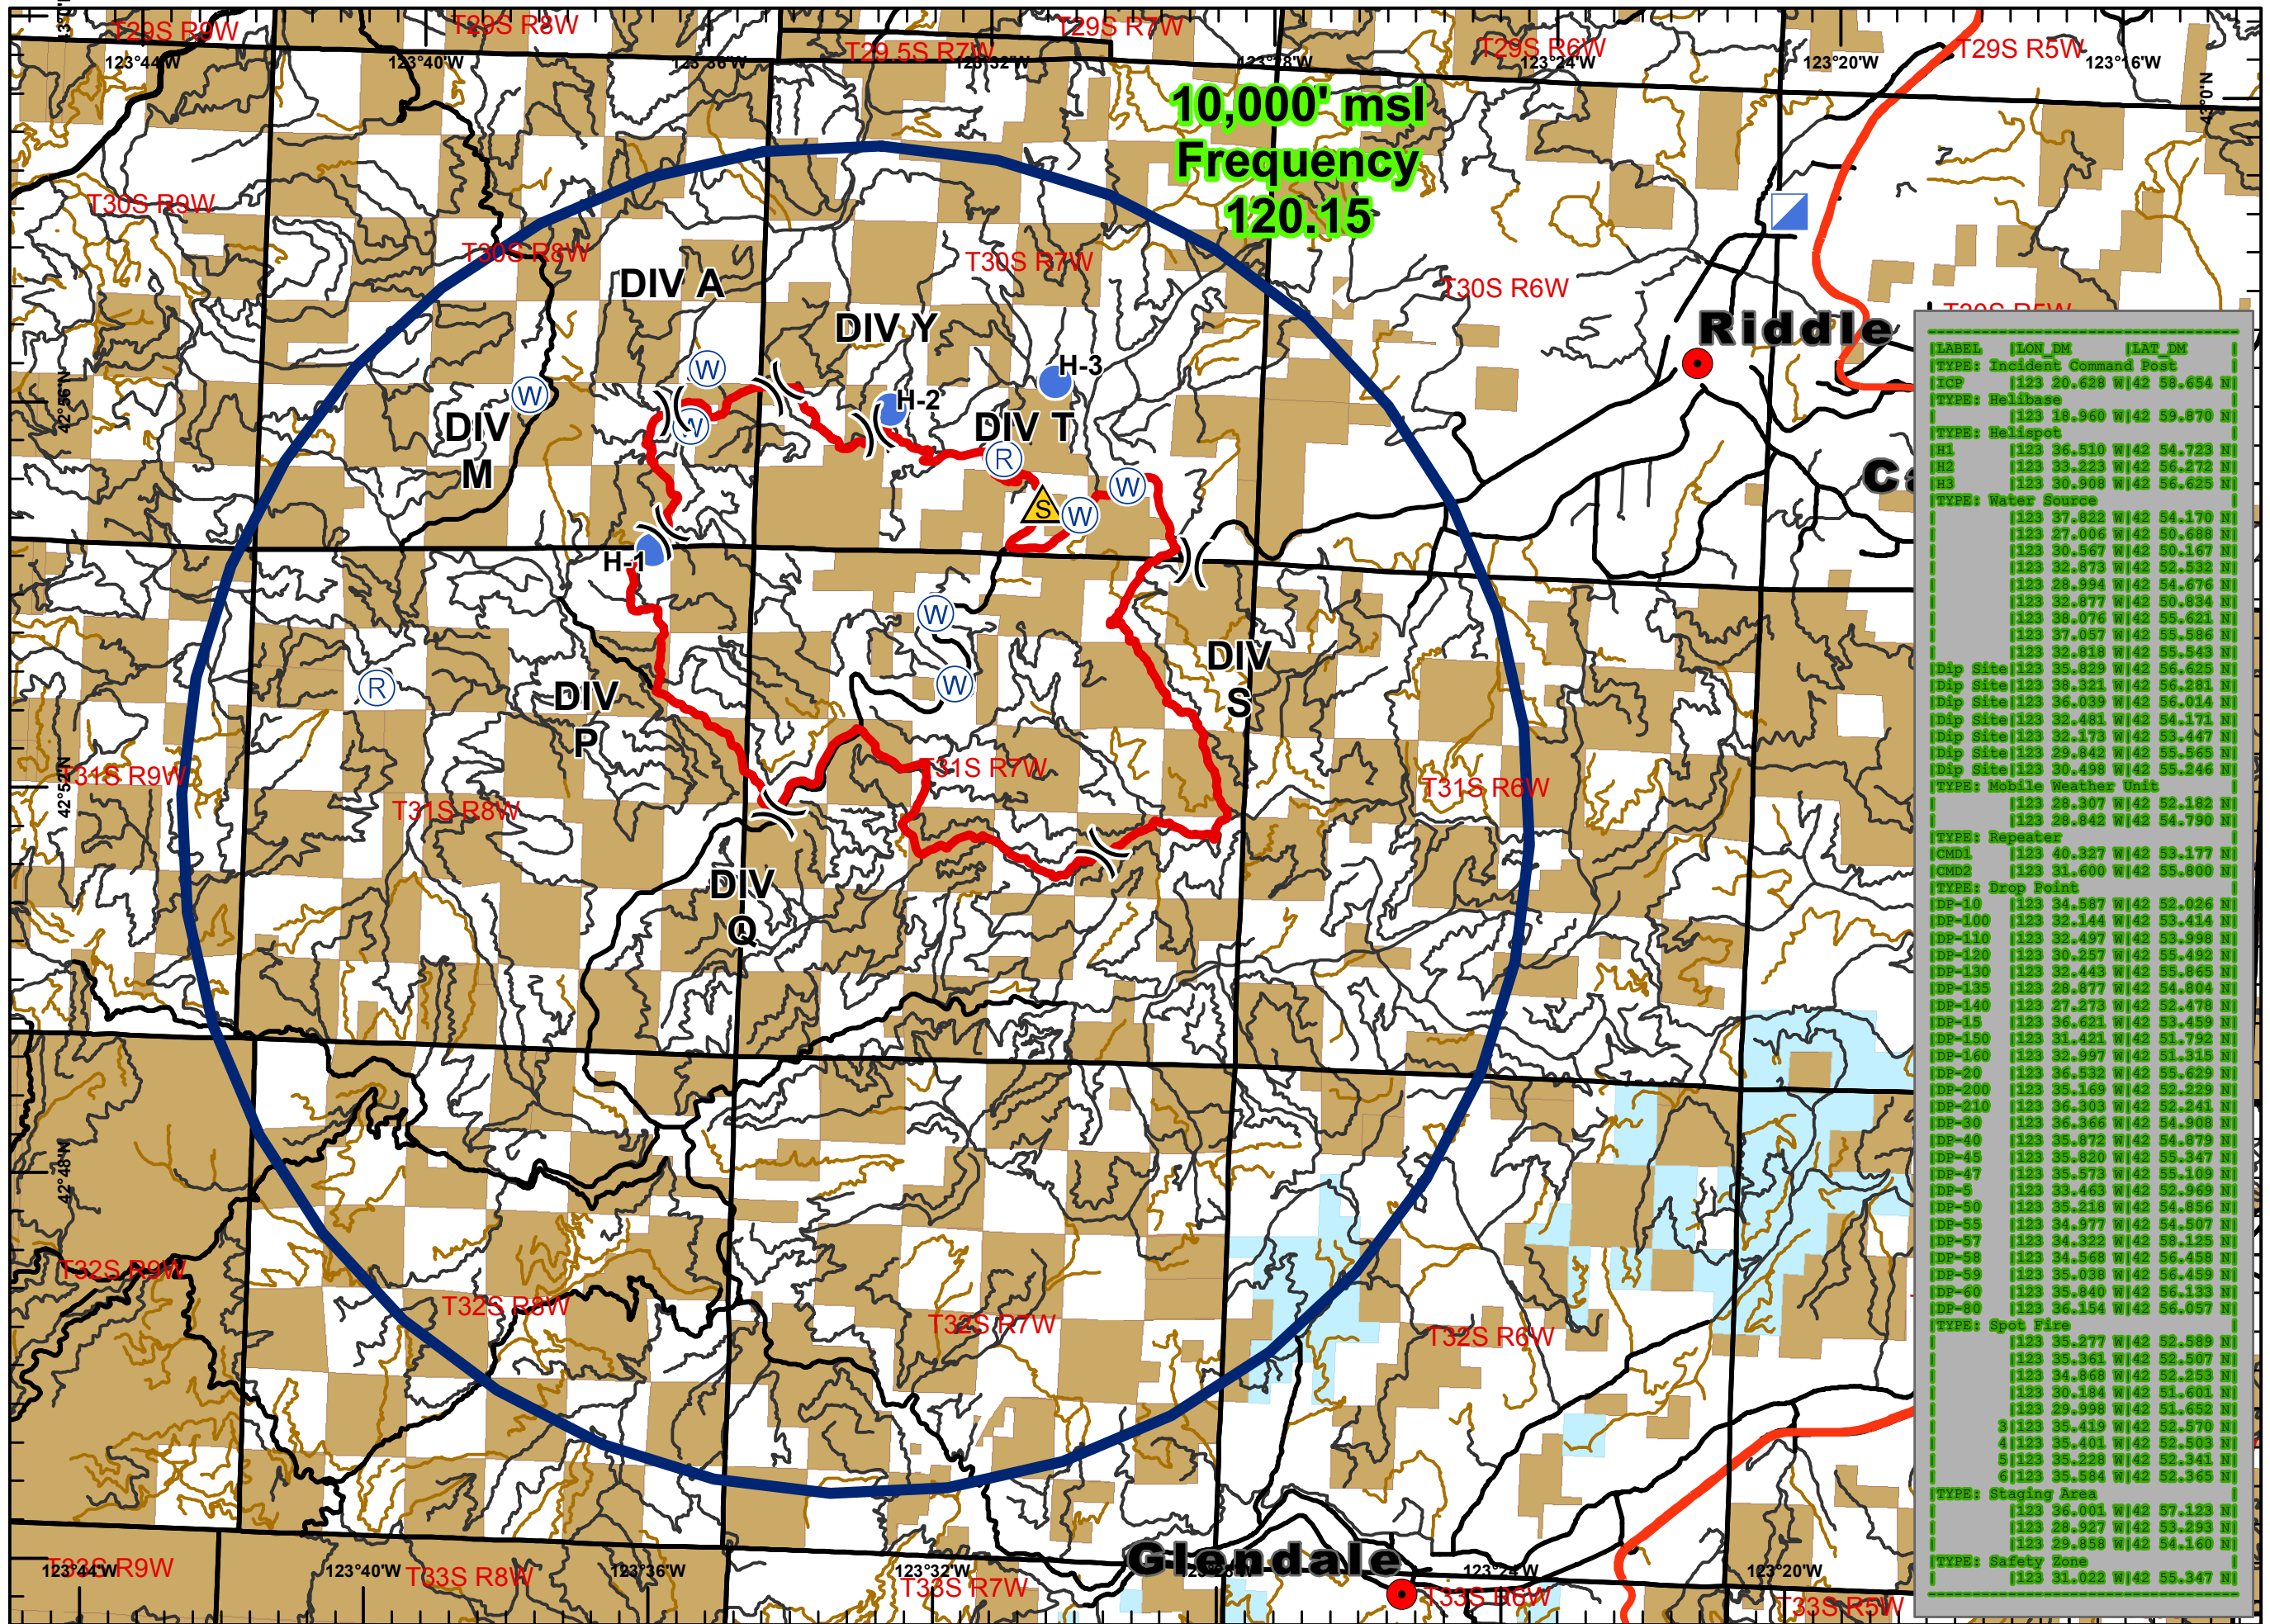 T29S R9W
T29S R8W
T29S R7W
T29.5S R7W
T29S R6W
T29S R5W
123°44'W
123°40'W
123°36'W
123°32'W
123°28'W
123°24'W
123°20'W
123°16'W
43°0'N
10,000' msl
Frequency
120.15
T30S R9W
T30S R8W
T30S R7W
T30S R6W
T30S R5W
DIV A
DIV Y
Riddle
H-3
H-2
W
W
W
42°56'N
DIV
M
DIV T
R
W
S
W
Ca
H-1
W
W
DIV
S
R
DIV
P
42°52'N
T31S R9W
T31S R8W
T31S R7W
T31S R6W
DIV
Q
42°48'N
T32S R9W
T32S R8W
T32S R7W
T32S R6W
Glendale
T33S R9W
T33S R8W
T33S R7W
T33S R6W
T33S R5W
123°44'W
123°40'W
123°36'W
123°32'W
123°28'W
123°24'W
123°20'W
|LABEL |LON_DM |LAT_DM |
|TYPE: Incident Command Post |
|ICP |123 20.628 W|42 58.654 N|
|TYPE: Helibase |
| |123 18.960 W|42 59.870 N|
|TYPE: Helispot |
|H1 |123 36.510 W|42 54.723 N|
|H2 |123 33.223 W|42 56.272 N|
|H3 |123 30.908 W|42 56.625 N|
|TYPE: Water Source |
| |123 37.822 W|42 54.170 N|
| |123 27.006 W|42 50.688 N|
| |123 30.567 W|42 50.167 N|
| |123 32.873 W|42 52.532 N|
| |123 28.994 W|42 54.676 N|
| |123 32.877 W|42 50.834 N|
| |123 38.076 W|42 55.621 N|
| |123 37.057 W|42 55.586 N|
| |123 32.818 W|42 55.543 N|
|Dip Site|123 35.829 W|42 56.625 N|
|Dip Site|123 38.321 W|42 56.281 N|
|Dip Site|123 36.039 W|42 56.014 N|
|Dip Site|123 32.481 W|42 54.171 N|
|Dip Site|123 32.173 W|42 53.447 N|
|Dip Site|123 29.842 W|42 55.565 N|
|Dip Site|123 30.498 W|42 55.246 N|
|TYPE: Mobile Weather Unit |
| |123 28.307 W|42 52.182 N|
| |123 28.842 W|42 54.790 N|
|TYPE: Repeater |
|CMD1 |123 40.327 W|42 53.177 N|
|CMD2 |123 31.600 W|42 55.800 N|
|TYPE: Drop Point |
|DP-10 |123 34.587 W|42 52.026 N|
|DP-100 |123 32.144 W|42 53.414 N|
|DP-110 |123 32.497 W|42 53.998 N|
|DP-120 |123 30.257 W|42 55.492 N|
|DP-130 |123 32.443 W|42 55.865 N|
|DP-135 |123 28.877 W|42 54.804 N|
|DP-140 |123 27.273 W|42 52.478 N|
|DP-15 |123 36.621 W|42 53.459 N|
|DP-150 |123 31.421 W|42 51.792 N|
|DP-160 |123 32.997 W|42 51.315 N|
|DP-20 |123 36.532 W|42 55.629 N|
|DP-200 |123 35.169 W|42 52.229 N|
|DP-210 |123 36.303 W|42 52.241 N|
|DP-30 |123 36.366 W|42 54.908 N|
|DP-40 |123 35.872 W|42 54.879 N|
|DP-45 |123 35.820 W|42 55.347 N|
|DP-47 |123 35.573 W|42 55.109 N|
|DP-5 |123 33.463 W|42 52.969 N|
|DP-50 |123 35.218 W|42 54.856 N|
|DP-55 |123 34.977 W|42 54.507 N|
|DP-57 |123 34.322 W|42 58.125 N|
|DP-58 |123 34.568 W|42 56.458 N|
|DP-59 |123 35.038 W|42 56.459 N|
|DP-60 |123 35.840 W|42 56.133 N|
|DP-80 |123 36.154 W|42 56.057 N|
|TYPE: Spot Fire |
| |123 35.277 W|42 52.589 N|
| |123 35.361 W|42 52.507 N|
| |123 34.868 W|42 52.253 N|
| |123 30.184 W|42 51.601 N|
| |123 29.998 W|42 51.652 N|
| 3|123 35.419 W|42 52.570 N|
| 4|123 35.401 W|42 52.503 N|
| 5|123 35.228 W|42 52.341 N|
| 6|123 35.584 W|42 52.365 N|
|TYPE: Staging Area |
| |123 36.001 W|42 57.123 N|
| |123 28.927 W|42 53.293 N|
| |123 29.858 W|42 54.160 N|
|TYPE: Safety Zone |
| |123 31.022 W|42 55.347 N|